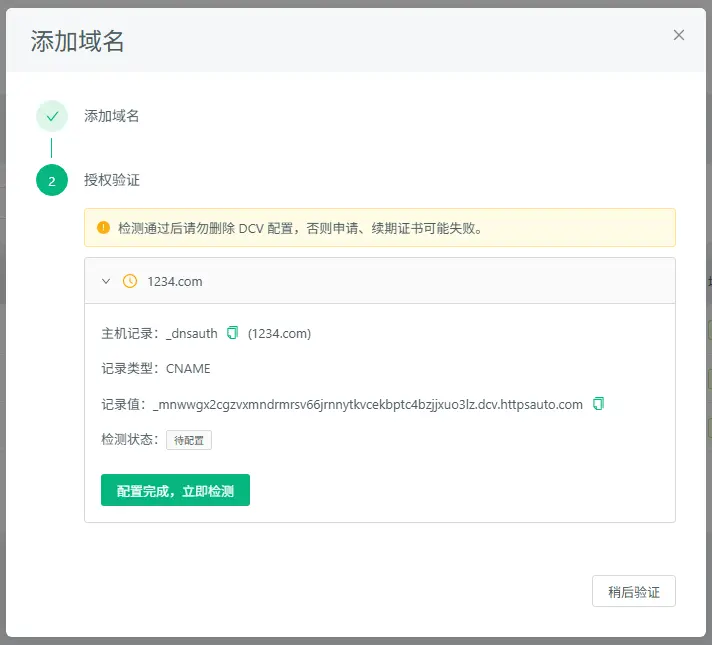 添加域名
添加域名
2
授权验证
检测通过后请勿删除 DCV 配置，否则申请、续期证书可能失败。
1234.com
主机记录： _dnsauth (1234.com)
记录类型： CNAME
记录值： _mnwwgx2cgzvxmndrmrsv66jrnnytkvcekbptc4bzjjxuo3lz.dcv.httpsauto.com
检测状态： 待配置
配置完成，立即检测
稍后验证